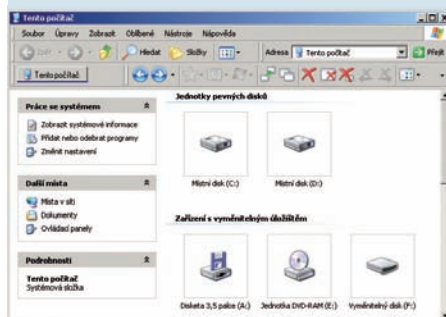 Tento počítač
Soubor Úpravy Zobrazit Oblíbené Nástroje Nápověda
Zpět Hledat Složky Adresa Tento počítač Přejít
Tento počítač
Práce se systémem
Zobrazit systémové informace
Přidat nebo odebrat programy
Změnit nastavení
Další místa
Místa v síti
Dokumenty
Ovládací panely
Podrobnosti
Tento počítač
Systémová složka
Jednotky pevných disků
Místní disk (C:) Místní disk (D:)
Zařízení s vyměnitelným úložištěm
Disketa 3,5 palce (A:) Jednotka DVD-RAM (E:) Vyměnitelný disk (F:)